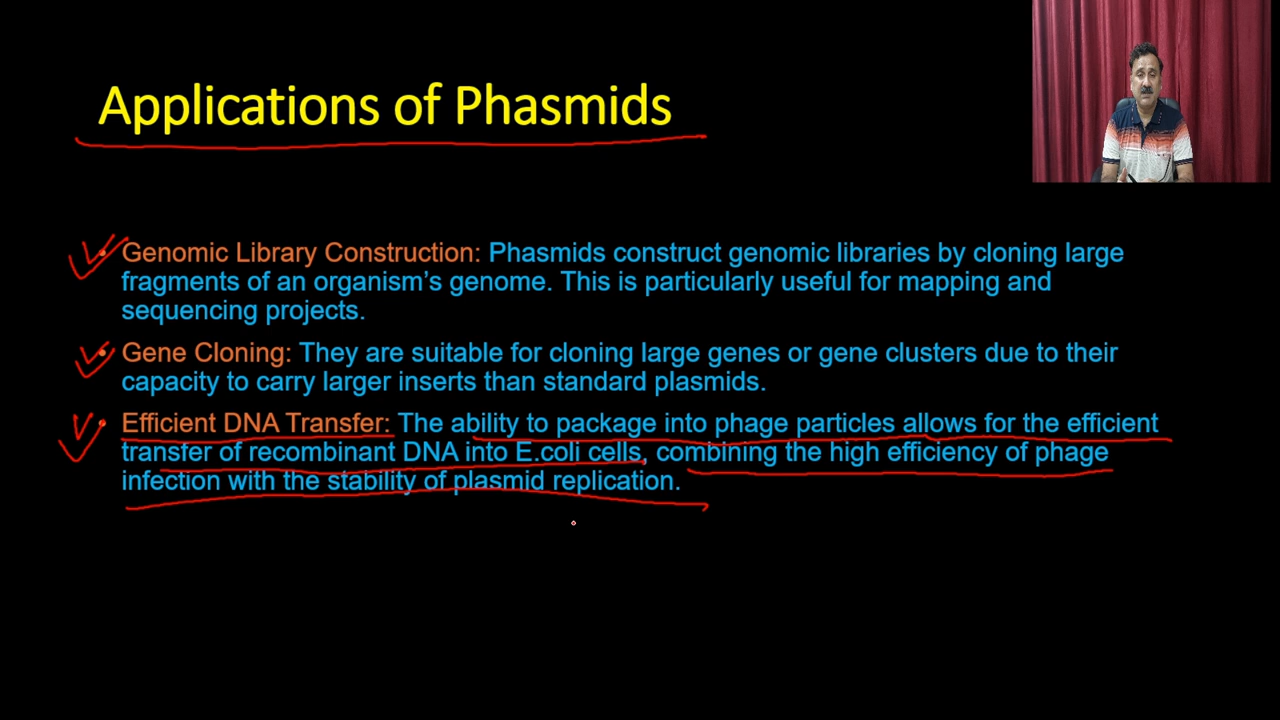 Applications of Phasmids
• Genomic Library Construction: Phasmids construct genomic libraries by cloning large
fragments of an organism's genome. This is particularly useful for mapping and
sequencing projects.
• Gene Cloning: They are suitable for cloning large genes or gene clusters due to their
capacity to carry larger inserts than standard plasmids.
• Efficient DNA Transfer: The ability to package into phage particles allows for the efficient
transfer of recombinant DNA into E.coli cells, combining the high efficiency of phage
infection with the stability of plasmid replication.